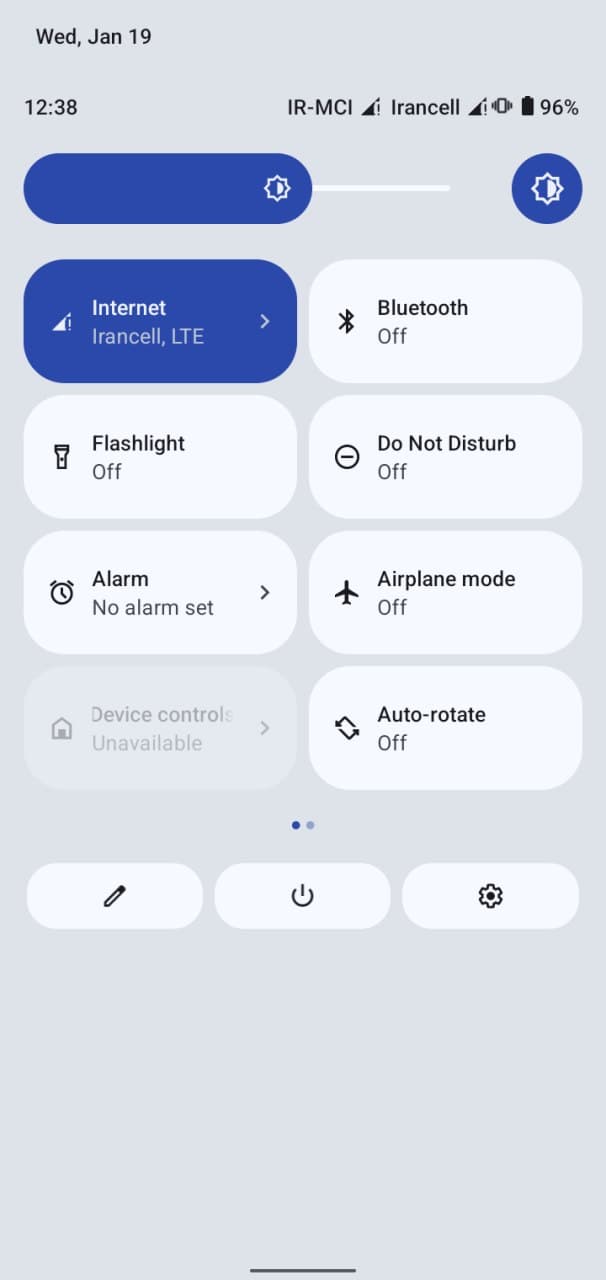 Wed, Jan 19
12:38 IR-MCI Irancell 96%
Internet
Irancell, LTE
Bluetooth
Off
Flashlight
Off
Do Not Disturb
Off
Alarm
No alarm set
Airplane mode
Off
Device controls
Unavailable
Auto-rotate
Off